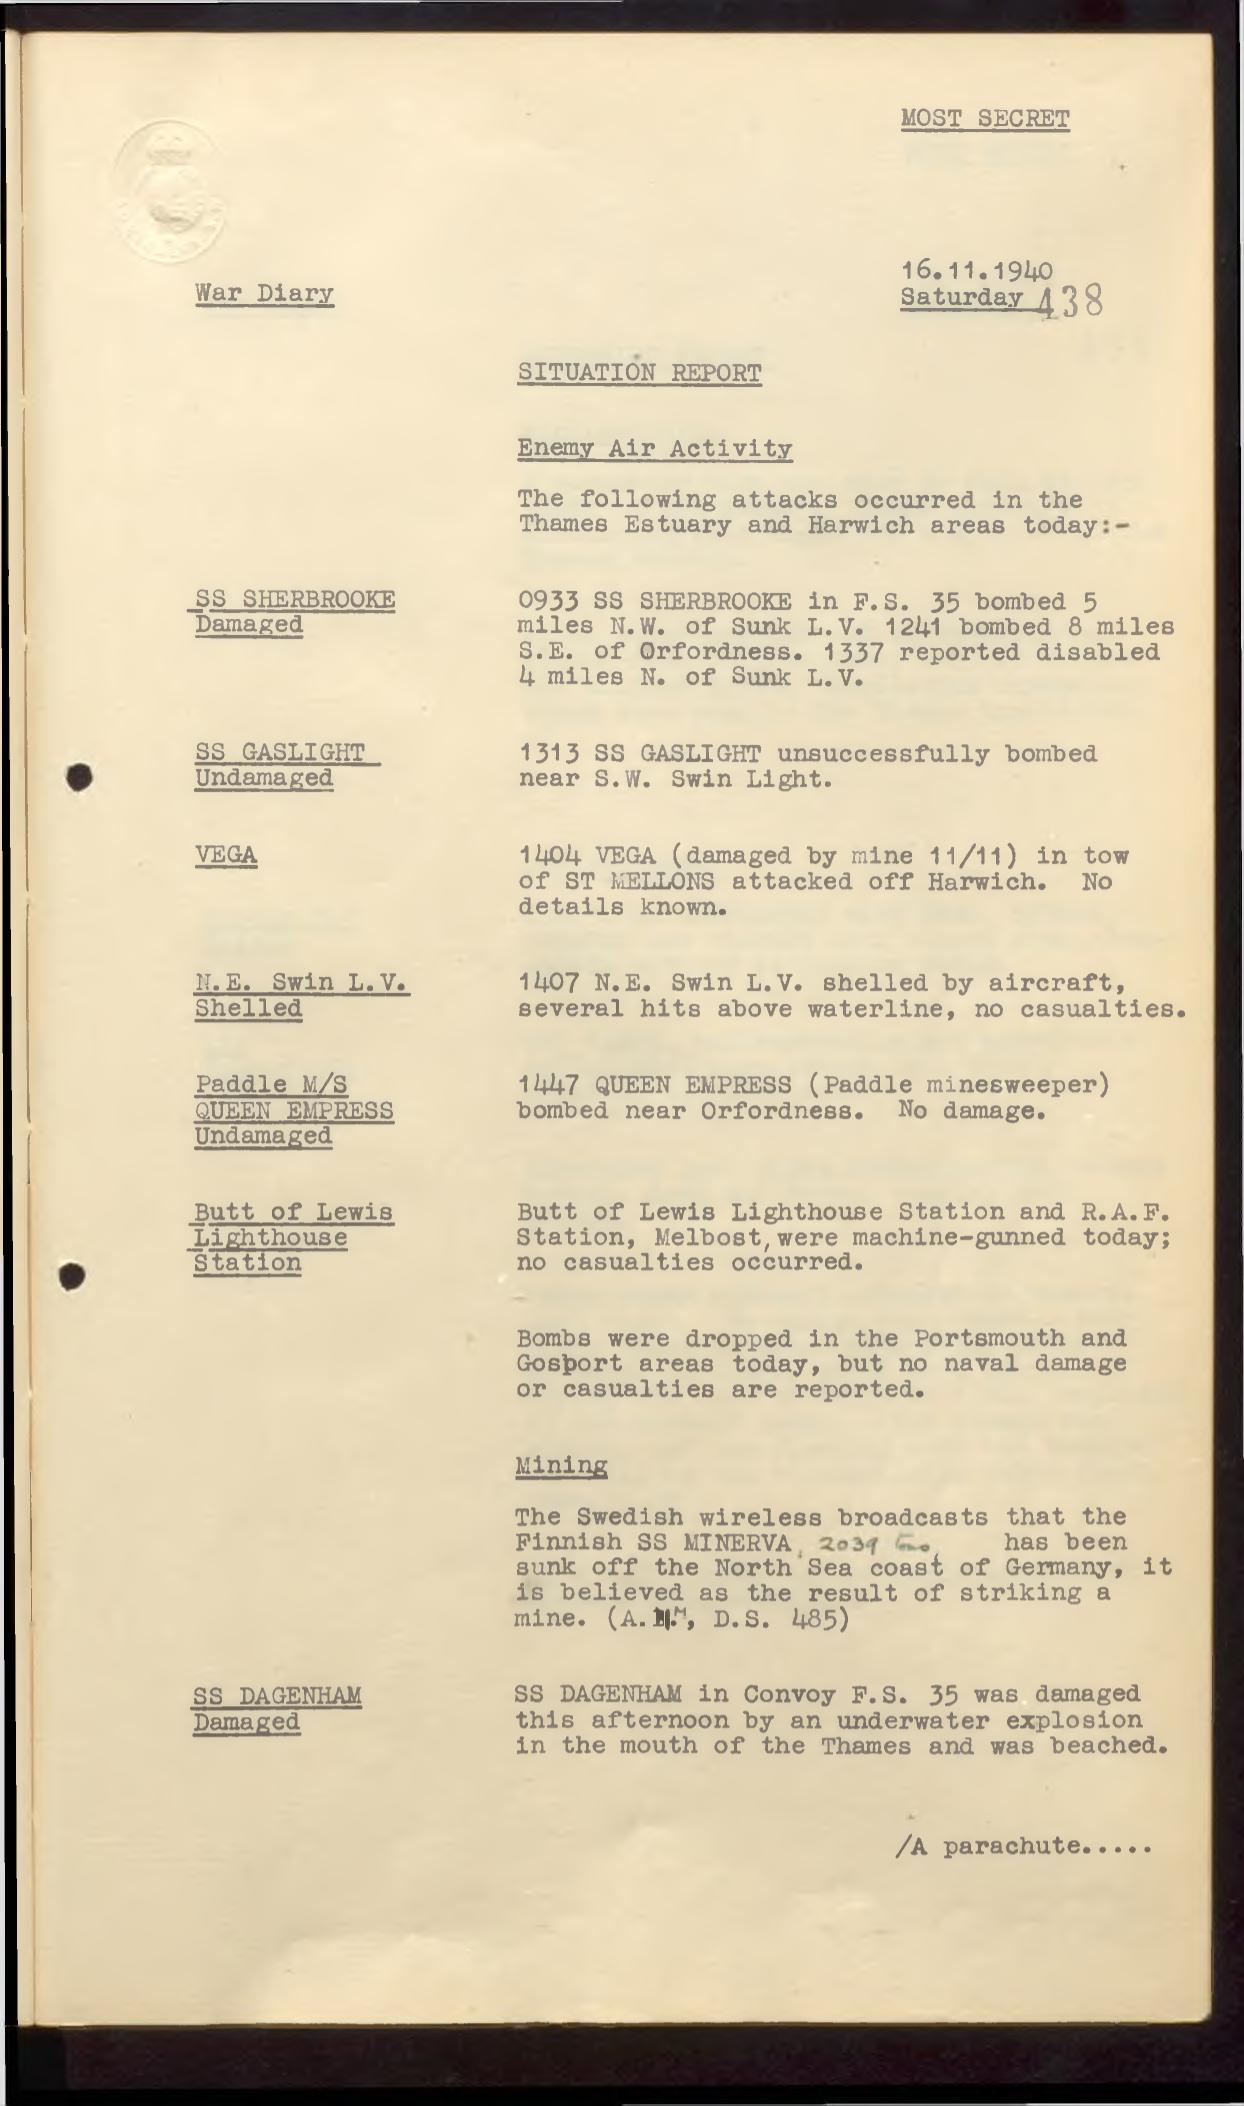 MOST SECRET
16.11.1940
War Diary
Saturday 438
SITUATION REPORT
Enemy Air Activity
The following attacks occurred in the
Thames Estuary and Harwich areas today:-
SS SHERBROOKE
Damaged
0933 SS SHERBROOKE in F.S. 35 bombed 5
miles N.W. of Sunk L.V. 1241 bombed 8 miles
S.E. of Orfordness. 1337 reported disabled
4 miles N. of Sunk L.V.
SS GASLIGHT
Undamaged
1313 SS GASLIGHT unsuccessfully bombed
near S.W. Swin Light.
VEGA
1404 VEGA (damaged by mine 11/11) in tow
of ST MELLONS attacked off Harwich. No
details known.
N.E. Swin L.V.
Shelled
1407 N.E. Swin L.V. shelled by aircraft,
several hits above waterline, no casualties.
Paddle M/S
QUEEN EMPRESS
Undamaged
1447 QUEEN EMPRESS (Paddle minesweeper)
bombed near Orfordness. No damage.
Butt of Lewis
Lighthouse
Station
Butt of Lewis Lighthouse Station and R.A.F.
Station, Melbost, were machine-gunned today;
no casualties occurred.
Bombs were dropped in the Portsmouth and
Gosport areas today, but no naval damage
or casualties are reported.
Mining
The Swedish wireless broadcasts that the
Finnish SS MINERVA, 2039 has been
sunk off the North Sea coast of Germany, it
is believed as the result of striking a
mine. (A. D.S. 485)
SS DAGENHAM
Damaged
SS DAGENHAM in Convoy F.S. 35 was damaged
this afternoon by an underwater explosion
in the mouth of the Thames and was beached.
/A parachute.....